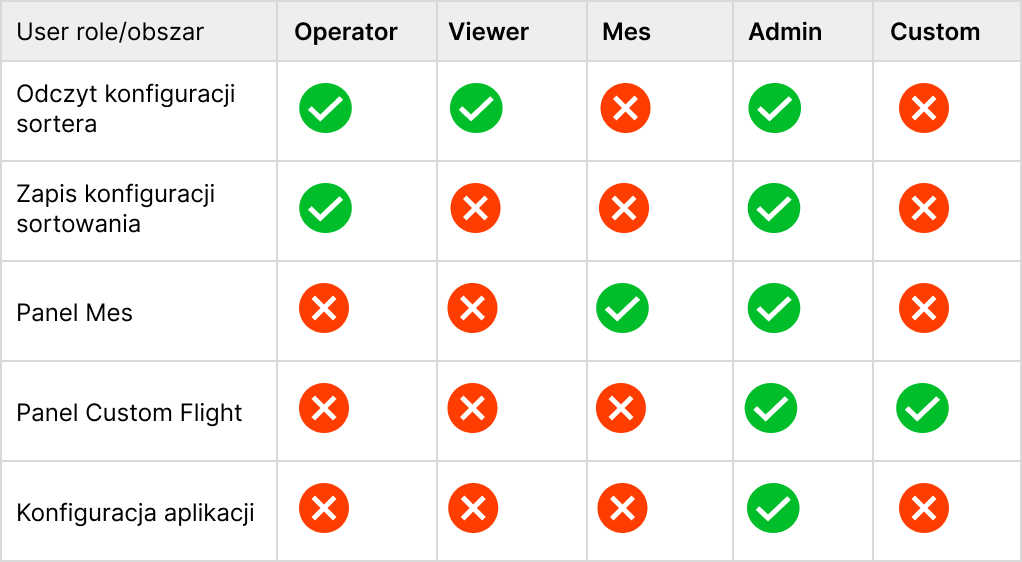 User role/obszar Operator Viewer Mes Admin Custom
Odczyt konfiguracji
sortera
Zapis konfiguracji
sortowania
Panel Mes
Panel Custom Flight
Konfiguracja aplikacji